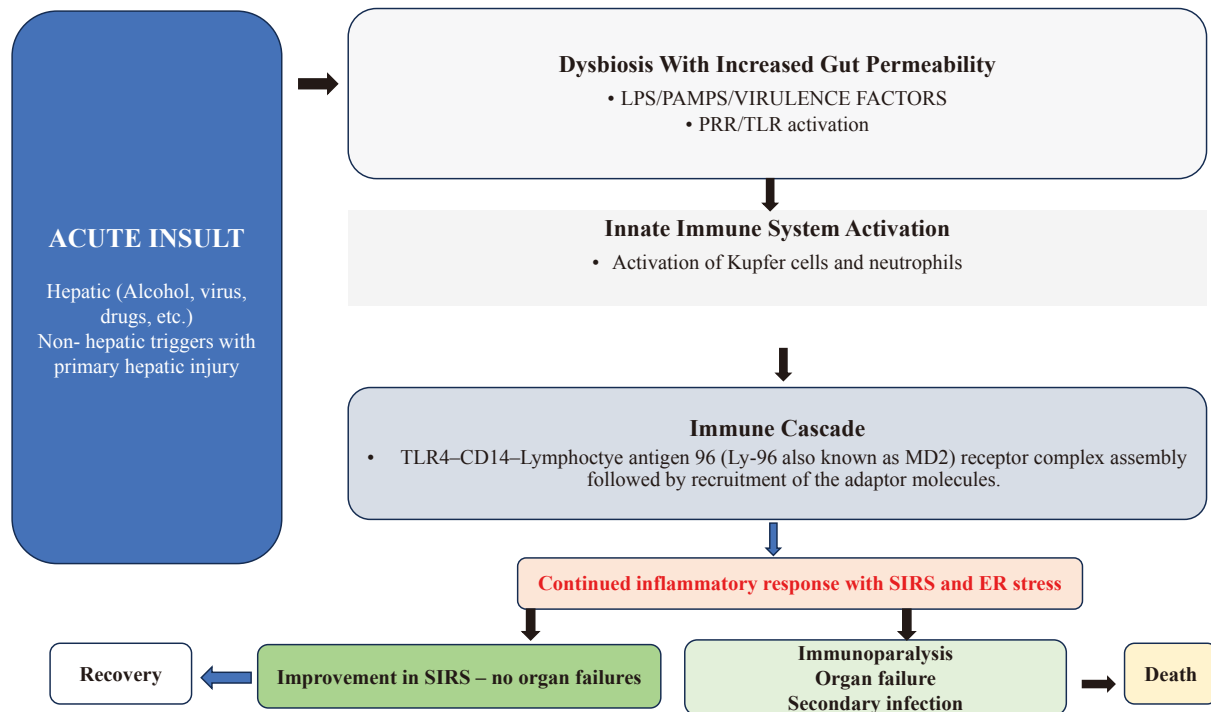 ACUTE INSULT
Hepatic (Alcohol, virus,
drugs, etc.)
Non- hepatic triggers with
primary hepatic injury
Dysbiosis With Increased Gut Permeability
• LPS/PAMPS/VIRULENCE FACTORS
• PRR/TLR activation
Innate Immune System Activation
• Activation of Kupfer cells and neutrophils
Immune Cascade
• TLR4–CD14–Lymphoctye antigen 96 (Ly-96 also known as MD2) receptor complex assembly
followed by recruitment of the adaptor molecules.
Continued inflammatory response with SIRS and ER stress
Recovery
Improvement in SIRS – no organ failures
Immunoparalysis
Organ failure
Secondary infection
Death